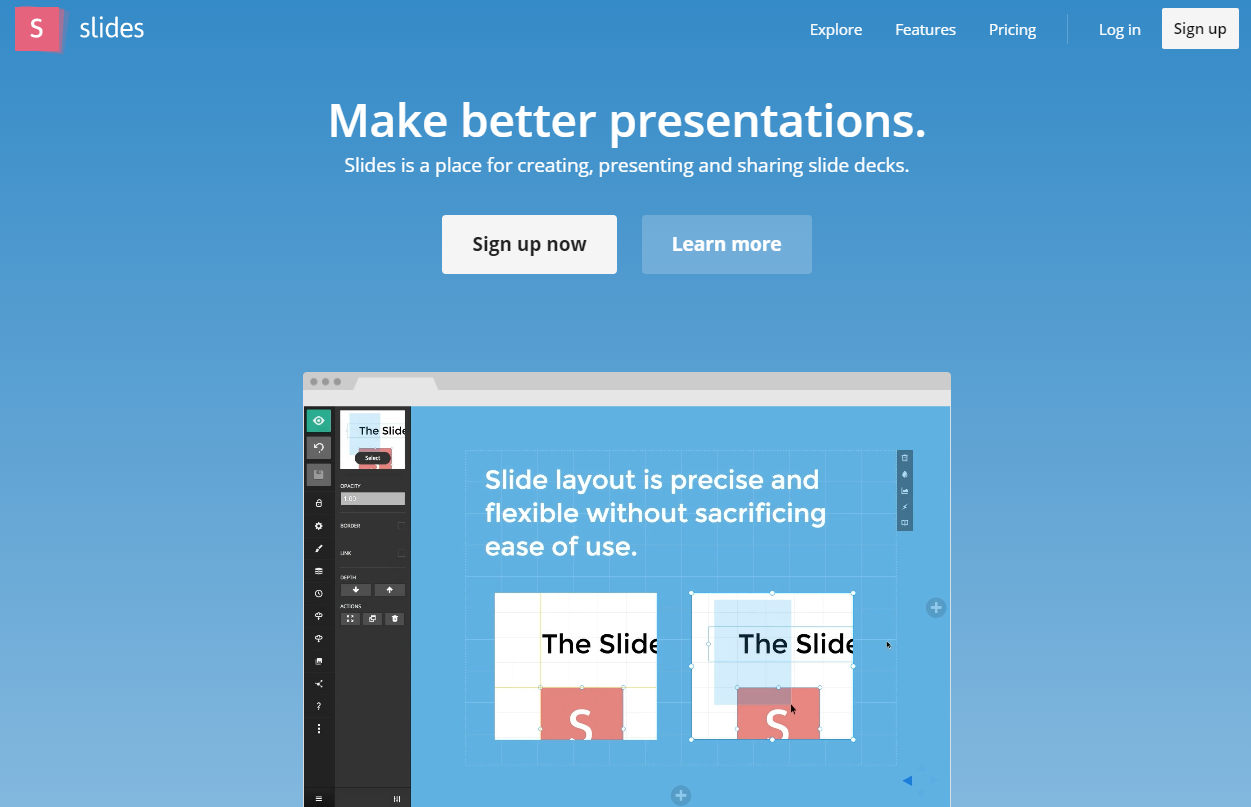 S slides
Explore
Features
Pricing
Log in
Sign up
Make better presentations.
Slides is a place for creating, presenting and sharing slide decks.
Sign up now
Learn more
The Slide
Select
OPACITY
1.00
BORDER
LINK
DEPTH
ACTIONS
Slide layout is precise and
flexible without sacrificing
ease of use.
The Slide
S
The Slide
S